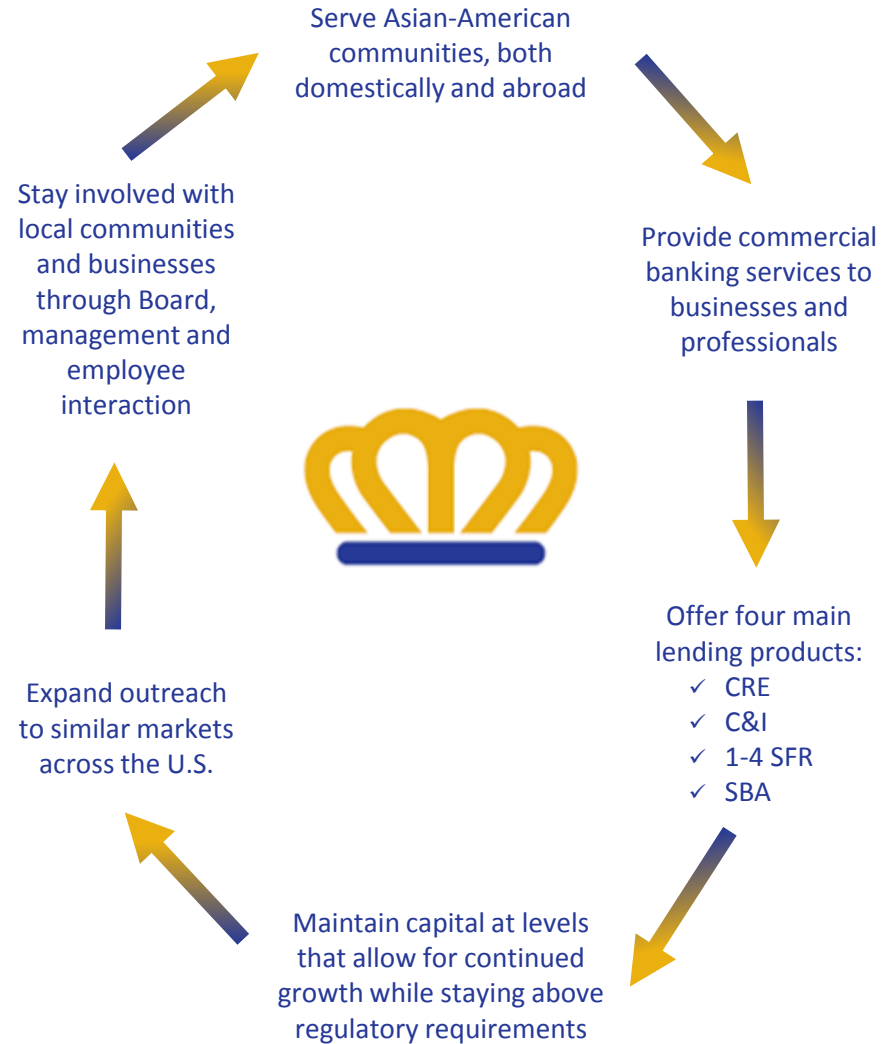 Serve Asian-American
communities, both
domestically and abroad
Provide commercial
banking services to
businesses and
professionals
Offer four main
lending products:
✓ CRE
✓ C&I
✓ 1-4 SFR
✓ SBA
Maintain capital at levels
that allow for continued
growth while staying above
regulatory requirements
Expand outreach
to similar markets
across the U.S.
Stay involved with
local communities
and businesses
through Board,
management and
employee
interaction